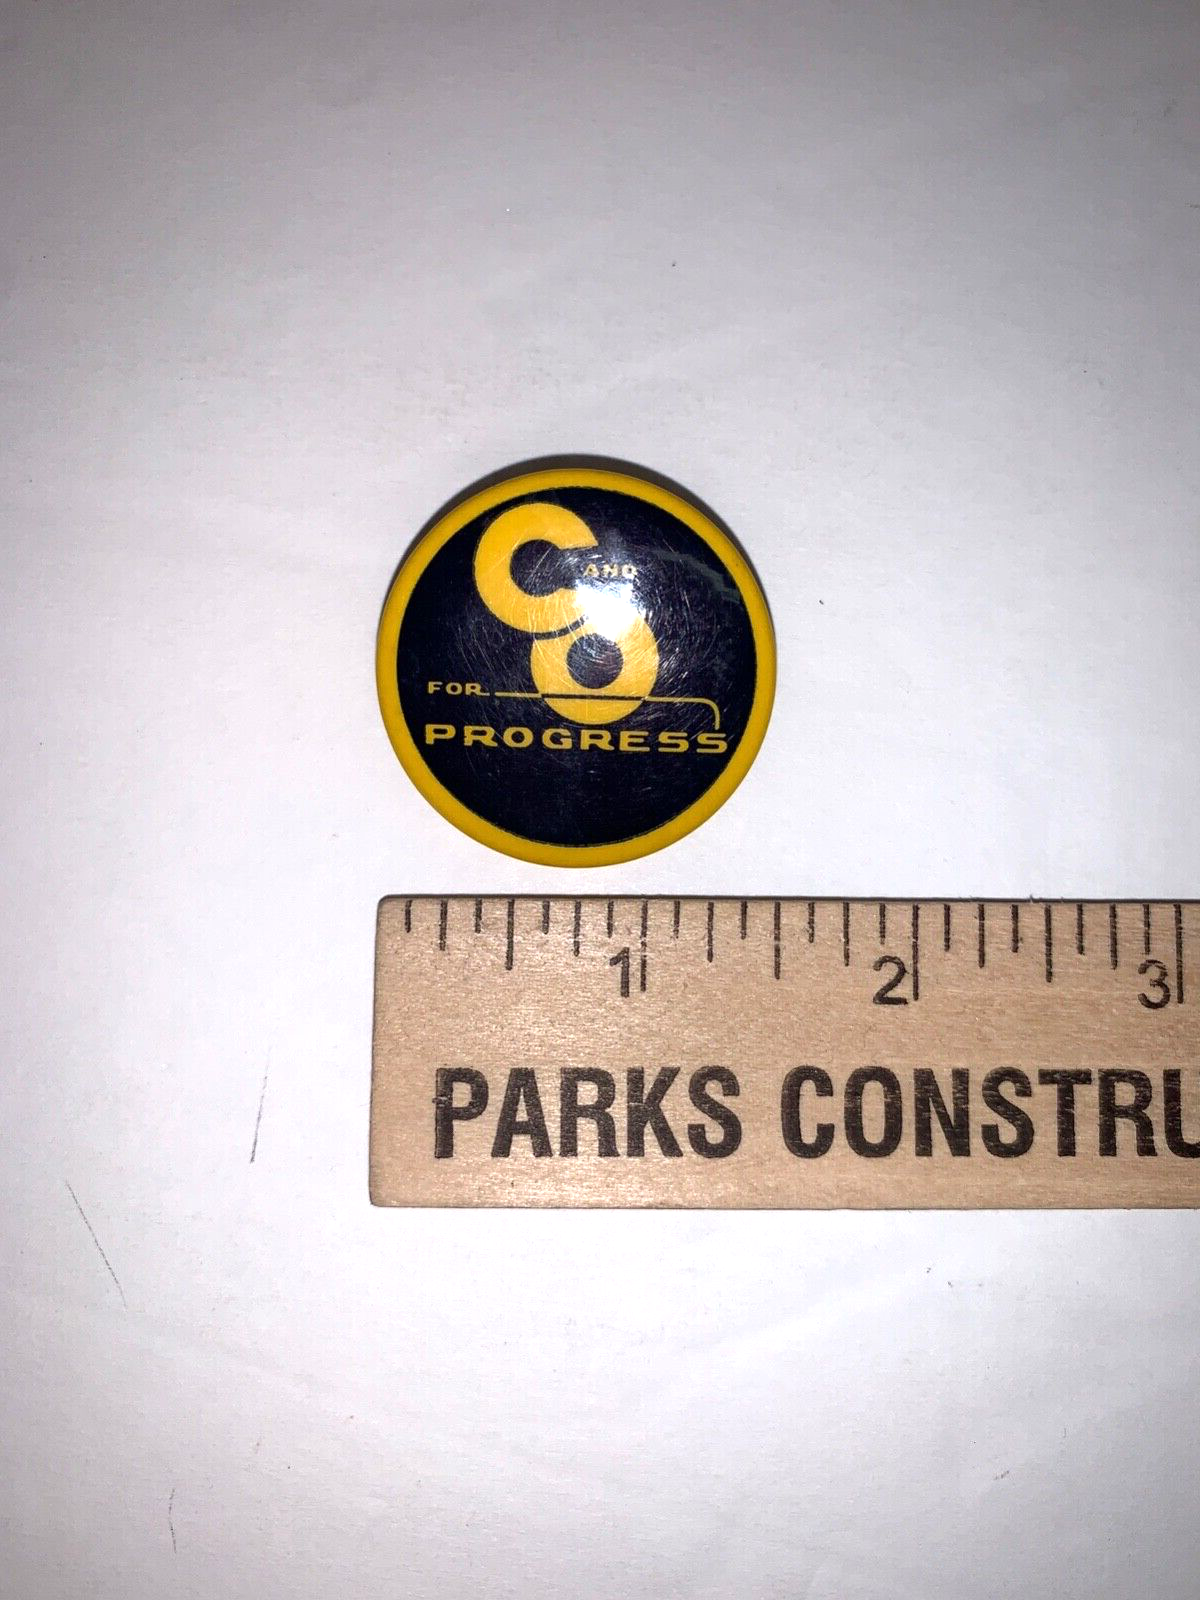 C AND O
FOR
PROGRESS
1 2 3
PARKS CONSTRU